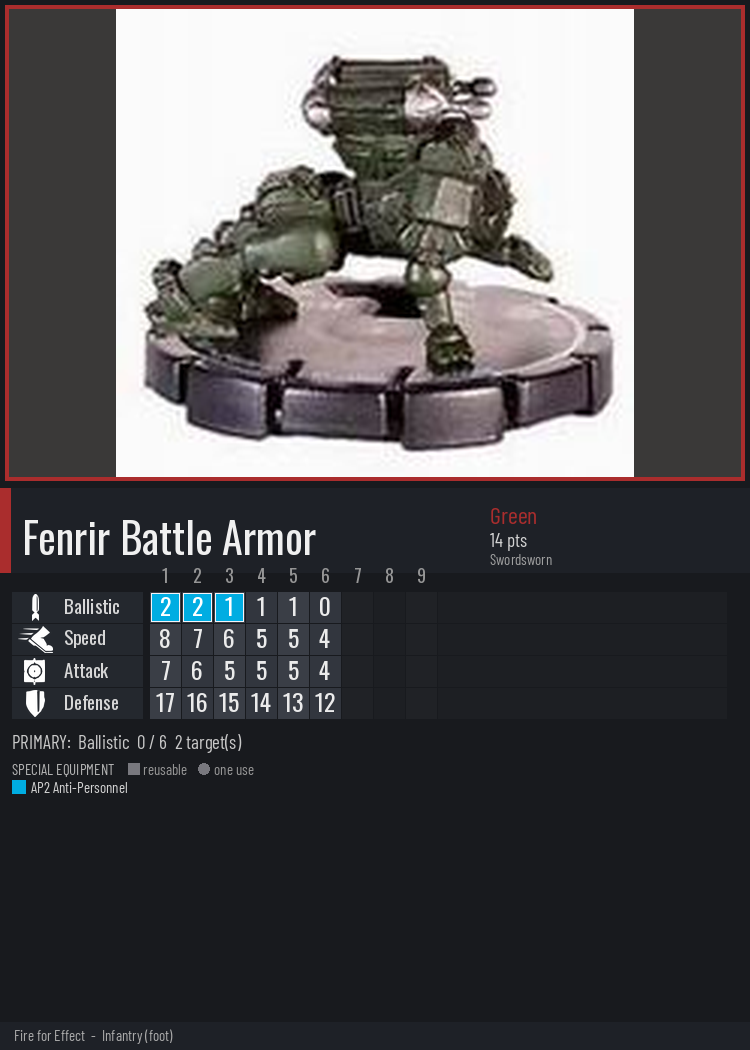 Fenrir Battle Armor
Green
14 pts
Swordsworn
1 2 3 4 5 6 7 8 9
Ballistic 2 2 1 1 1 0
Speed 8 7 6 5 5 4
Attack 7 6 5 5 5 4
Defense 17 16 15 14 13 12
PRIMARY: Ballistic 0 / 6 2 target(s)
SPECIAL EQUIPMENT reusable one use
AP2 Anti-Personnel
Fire for Effect - Infantry (foot)